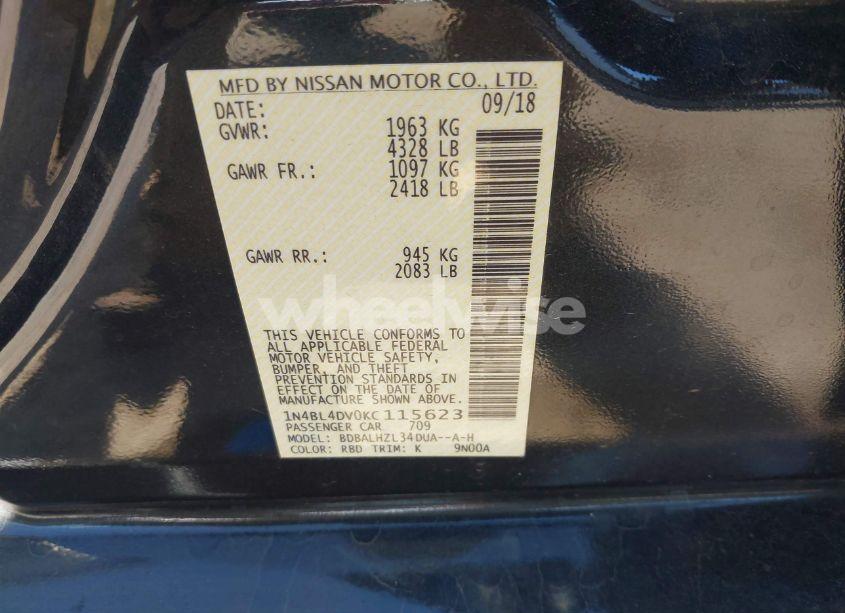 MFD BY NISSAN MOTOR CO., LTD.
DATE: 09/18
GVWR: 1963 KG
4328 LB
GAWR FR.: 1097 KG
2418 LB
GAWR RR.: 945 KG
2083 LB
wheelwise
THIS VEHICLE CONFORMS TO
ALL APPLICABLE FEDERAL
MOTOR VEHICLE SAFETY,
BUMPER, AND THEFT
PREVENTION STANDARDS IN
EFFECT ON THE DATE OF
MANUFACTURE SHOWN ABOVE.
1N4BL4DV0KC115623
PASSENGER CAR 709
MODEL: BDBALHZL34DUA--A-H
COLOR: RBD TRIM: K 9N00A